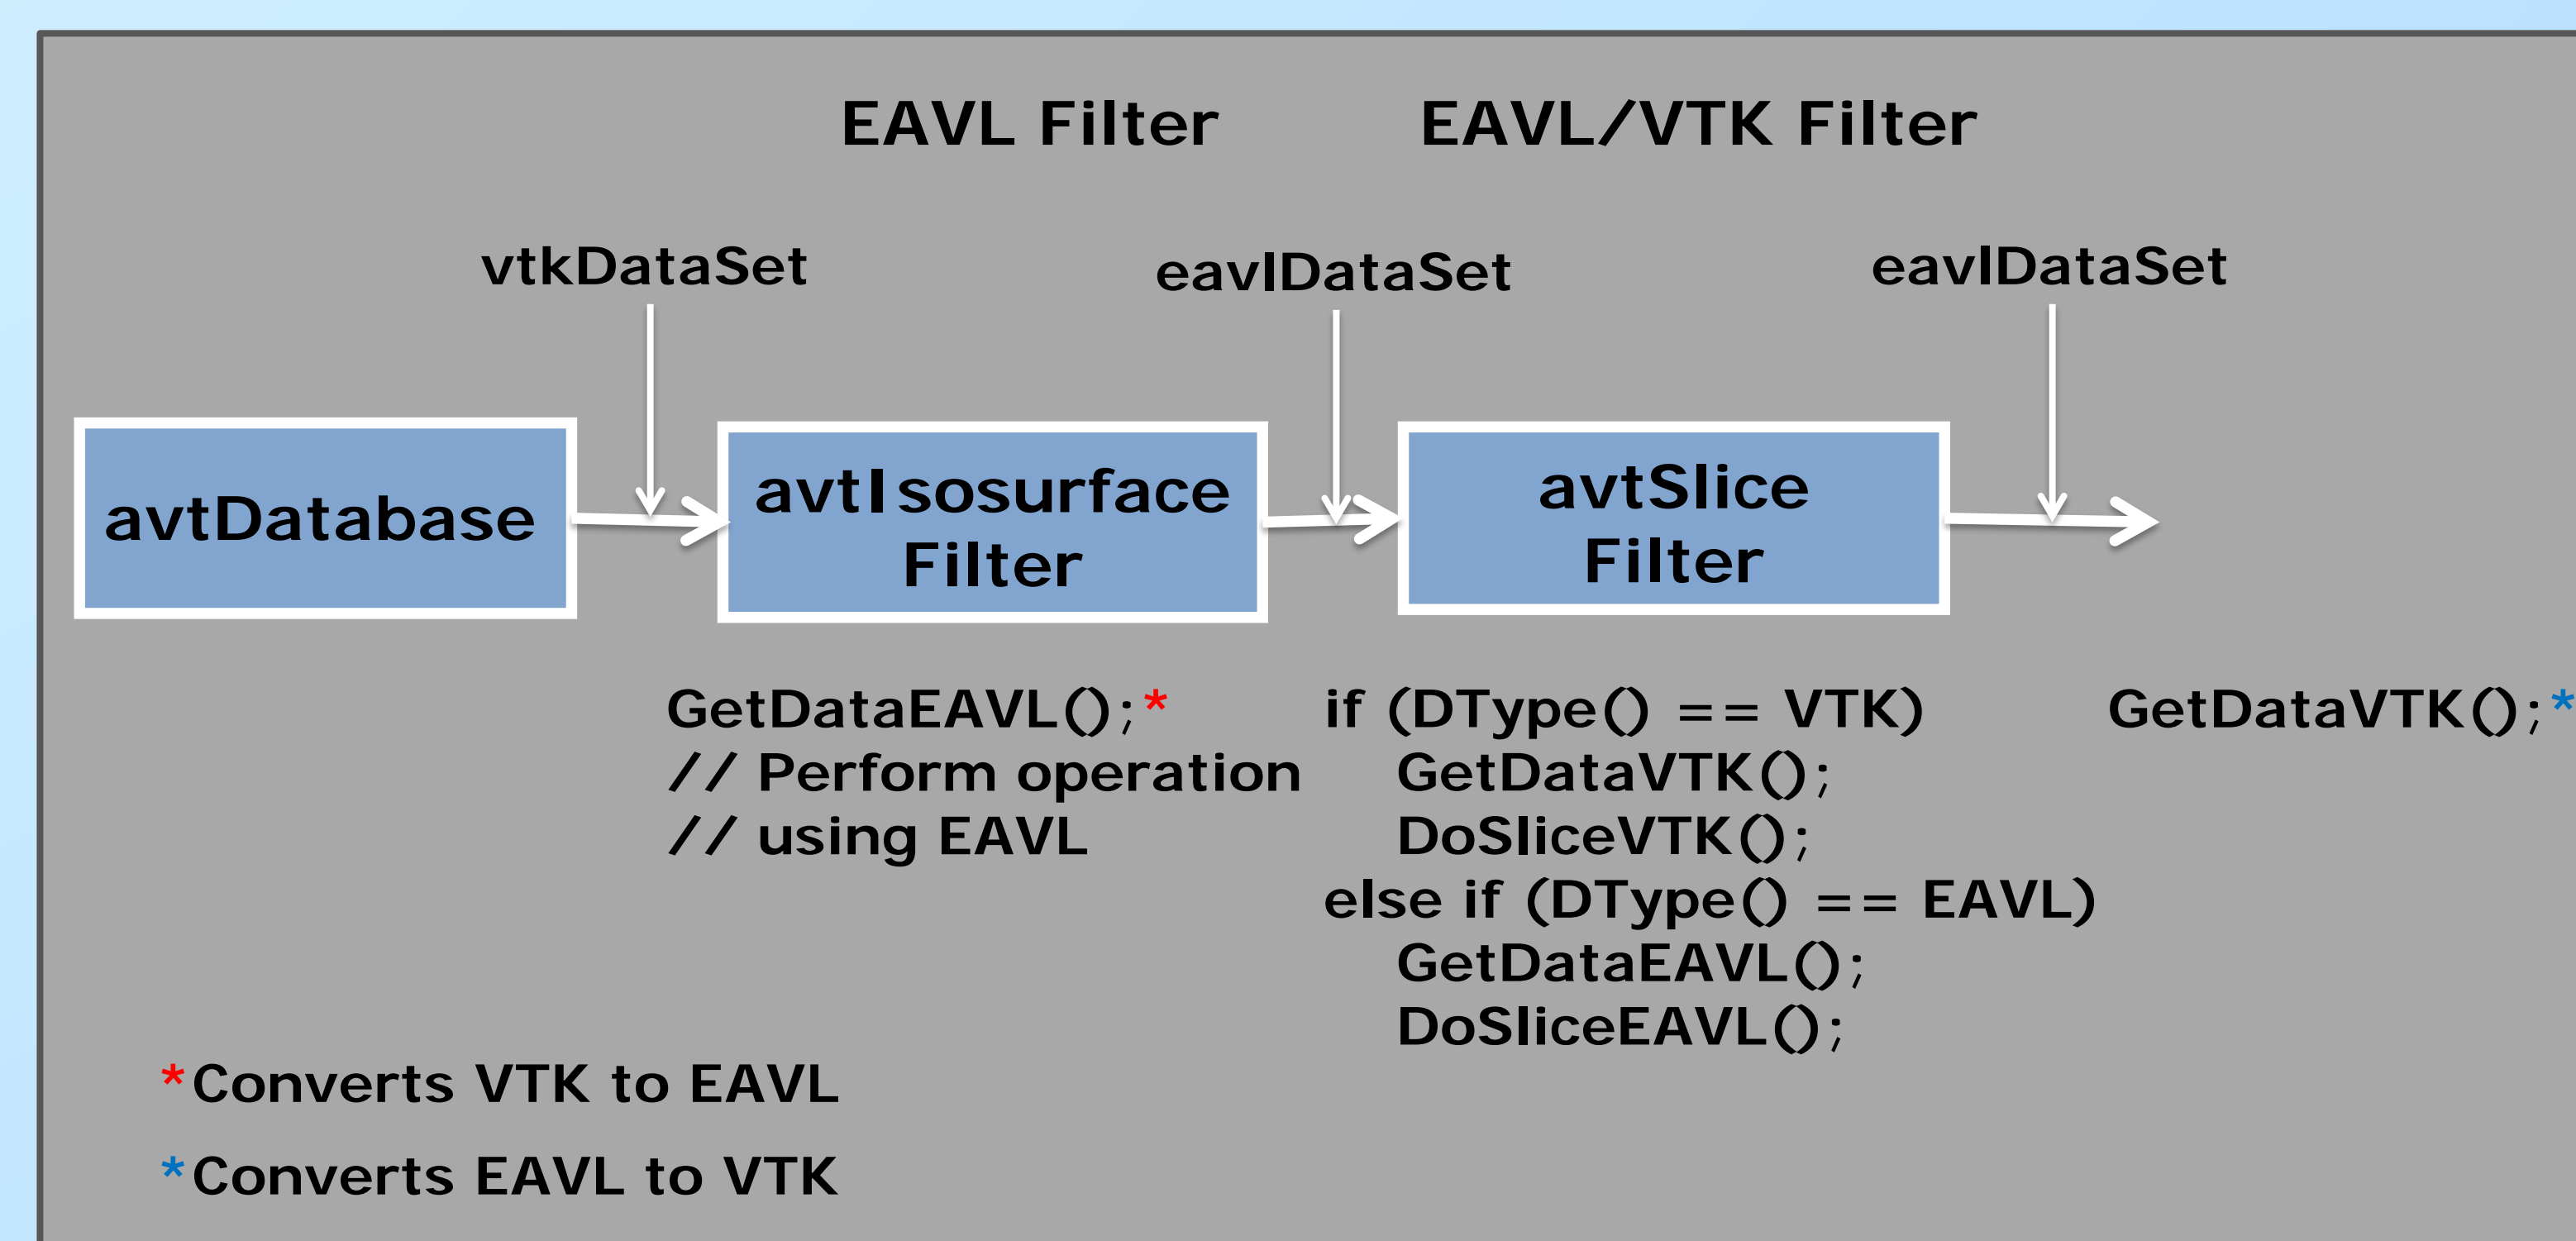 EAVL Filter
EAVL/VTK Filter
vtkDataSet
eavlDataSet
eavlDataSet
avtDatabase
avtIsosurface
Filter
avtSlice
Filter
GetDataEAVL();*
// Perform operation
// using EAVL
if (DType() == VTK)
GetDataVTK();
DoSliceVTK();
else if (DType() == EAVL)
GetDataEAVL();
DoSliceEAVL();
GetDataVTK();*
*Converts VTK to EAVL
*Converts EAVL to VTK